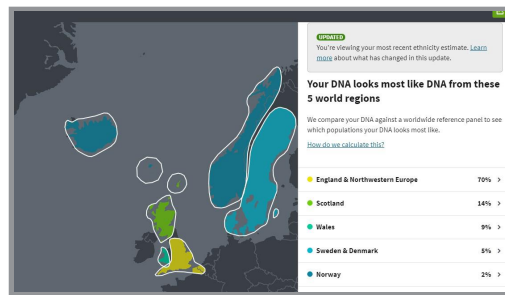 UPDATED
You're viewing your most recent ethnicity estimate. Learn
more about what has changed in this update.
Your DNA looks most like DNA from these
5 world regions
We compare your DNA against a worldwide reference panel to see
which populations your DNA looks most like.
How do we calculate this?
England & Northwestern Europe 70% >
Scotland 14% >
Wales 9% >
Sweden & Denmark 5% >
Norway 2% >